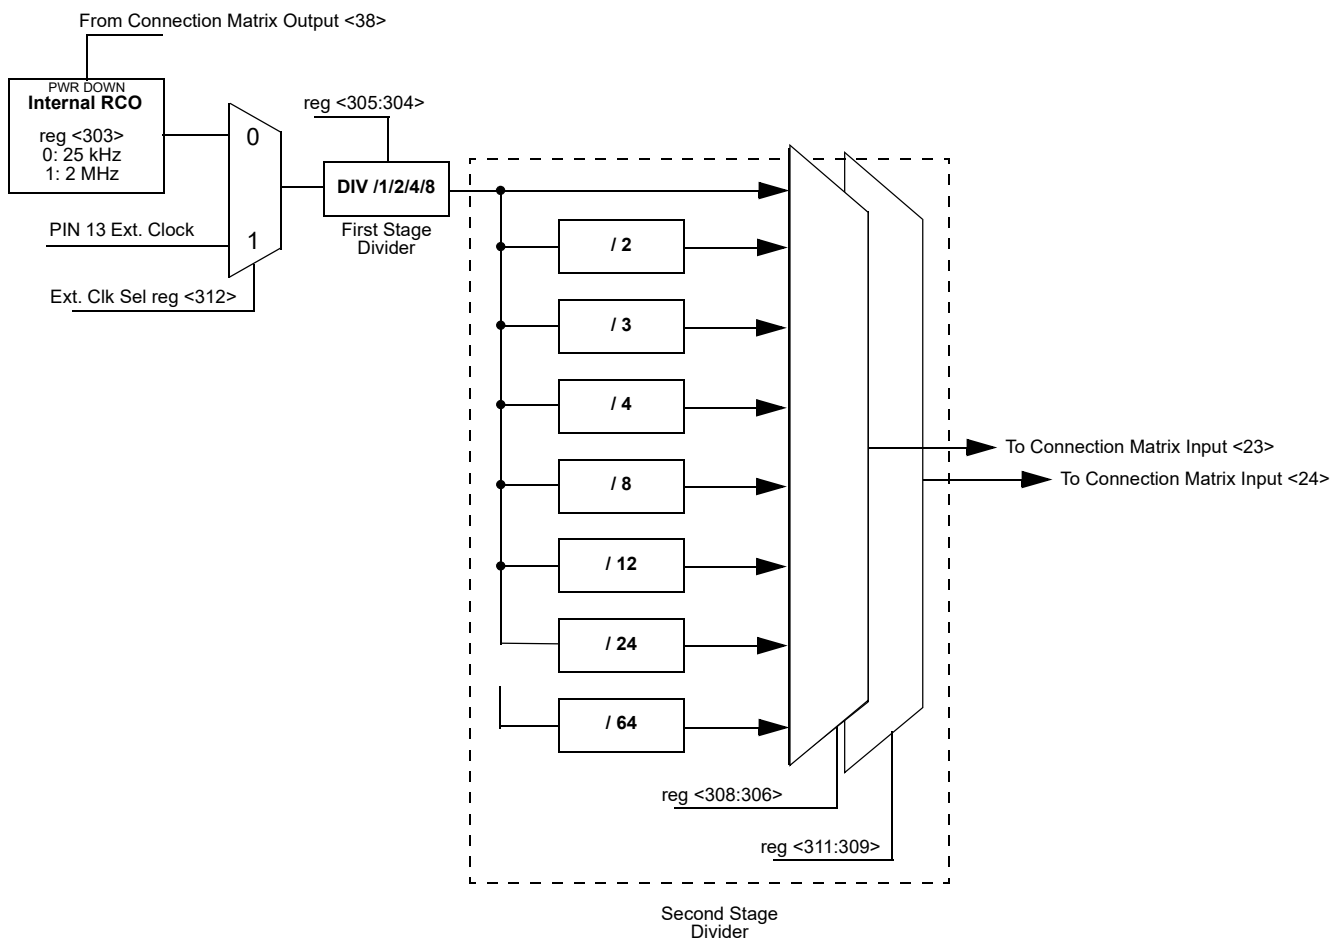 From Connection Matrix Output <38>
PWR DOWN
Internal RCO
reg <303>
0: 25 kHz
1: 2 MHz
0
1
PIN 13 Ext. Clock
Ext. Clk Sel reg <312>
reg <305:304>
DIV /1/2/4/8
First Stage
Divider
/ 2
/ 3
/ 4
/ 8
/ 12
/ 24
/ 64
To Connection Matrix Input <23>
To Connection Matrix Input <24>
reg <308:306>
reg <311:309>
Second Stage
Divider